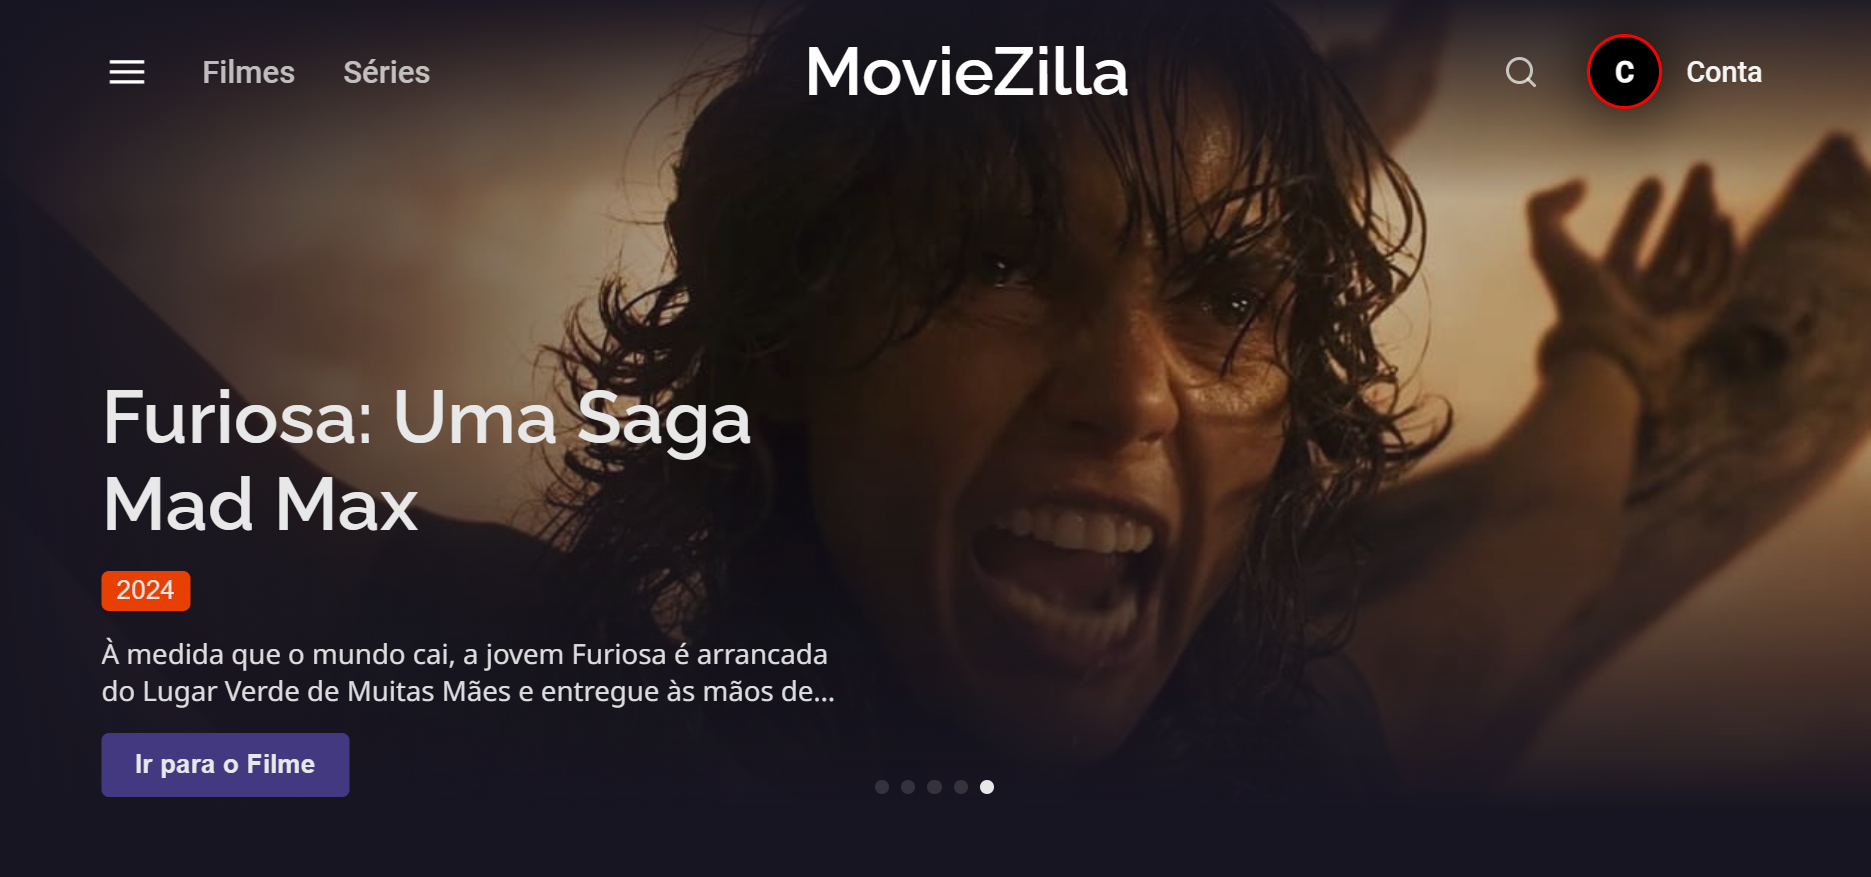 Filmes Séries MovieZilla C Conta
Furiosa: Uma Saga
Mad Max
2024
À medida que o mundo cai, a jovem Furiosa é arrancada
do Lugar Verde de Muitas Mães e entregue às mãos de...
Ir para o Filme